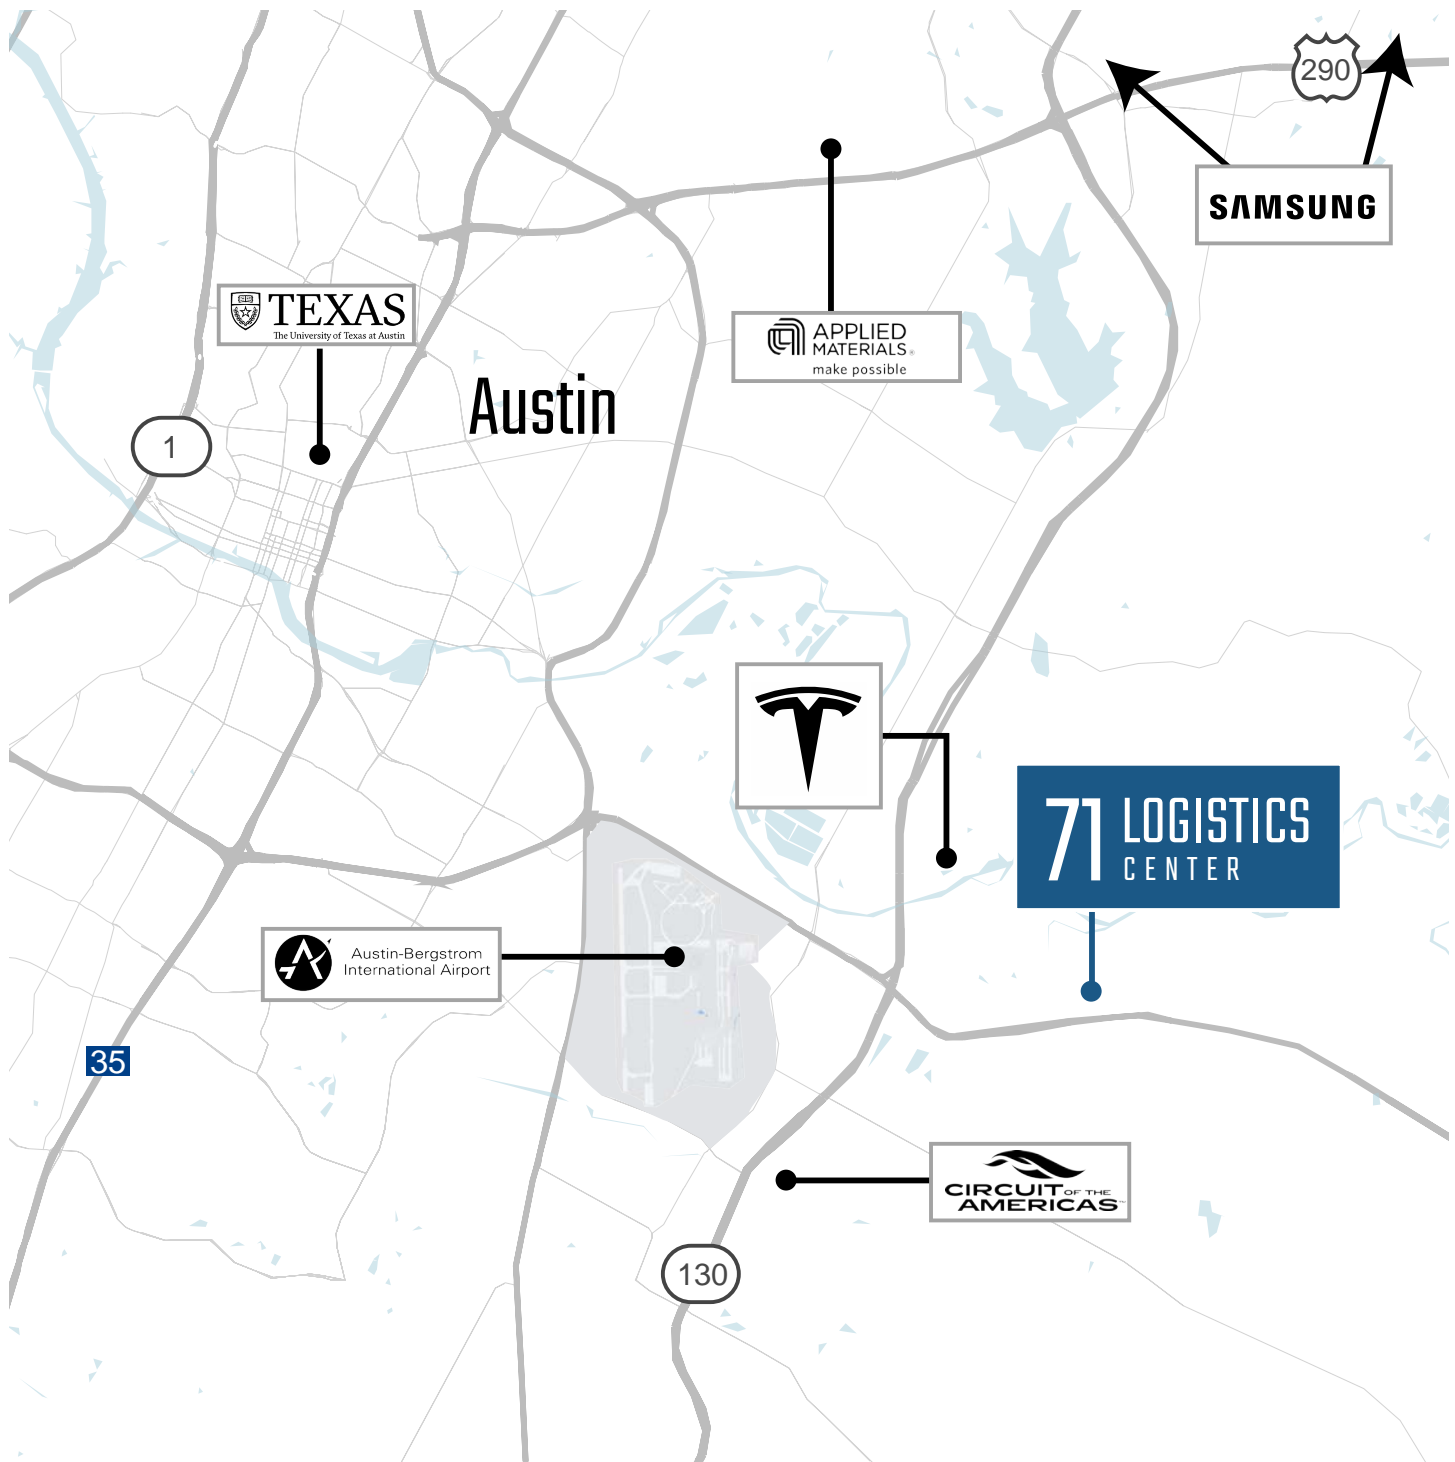 290
SAMSUNG
TEXAS
The University of Texas at Austin
APPLIED
MATERIALS®
make possible
Austin
1
71 LOGISTICS
CENTER
Austin-Bergstrom
International Airport
35
CIRCUIT OF THE
AMERICAS™
130